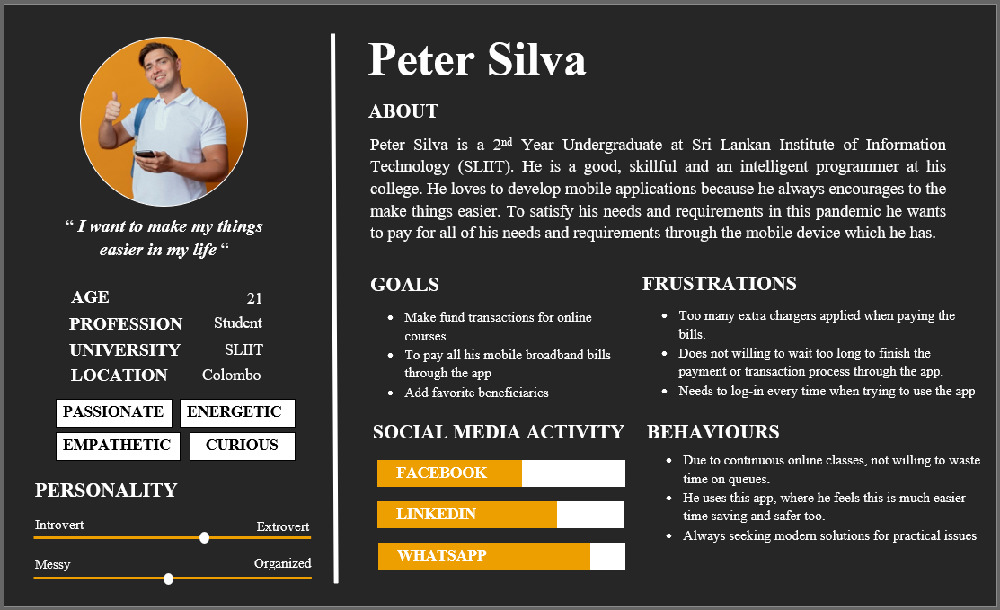 “ I want to make my things
easier in my life “
AGE 21
PROFESSION Student
UNIVERSITY SLIIT
LOCATION Colombo
PASSIONATE ENERGETIC
EMPATHETIC CURIOUS
PERSONALITY
Introvert Extrovert
Messy Organized
Peter Silva
ABOUT
Peter Silva is a 2nd Year Undergraduate at Sri Lankan Institute of Information
Technology (SLIIT). He is a good, skillful and an intelligent programmer at his
college. He loves to develop mobile applications because he always encourages to the
make things easier. To satisfy his needs and requirements in this pandemic he wants
to pay for all of his needs and requirements through the mobile device which he has.
GOALS
• Make fund transactions for online
courses
• To pay all his mobile broadband bills
through the app
• Add favorite beneficiaries
FRUSTRATIONS
• Too many extra chargers applied when paying the
bills.
• Does not willing to wait too long to finish the
payment or transaction process through the app.
• Needs to log-in every time when trying to use the app
SOCIAL MEDIA ACTIVITY
FACEBOOK
LINKEDIN
WHATSAPP
BEHAVIOURS
• Due to continuous online classes, not willing to waste
time on queues.
• He uses this app, where he feels this is much easier
time saving and safer too.
• Always seeking modern solutions for practical issues